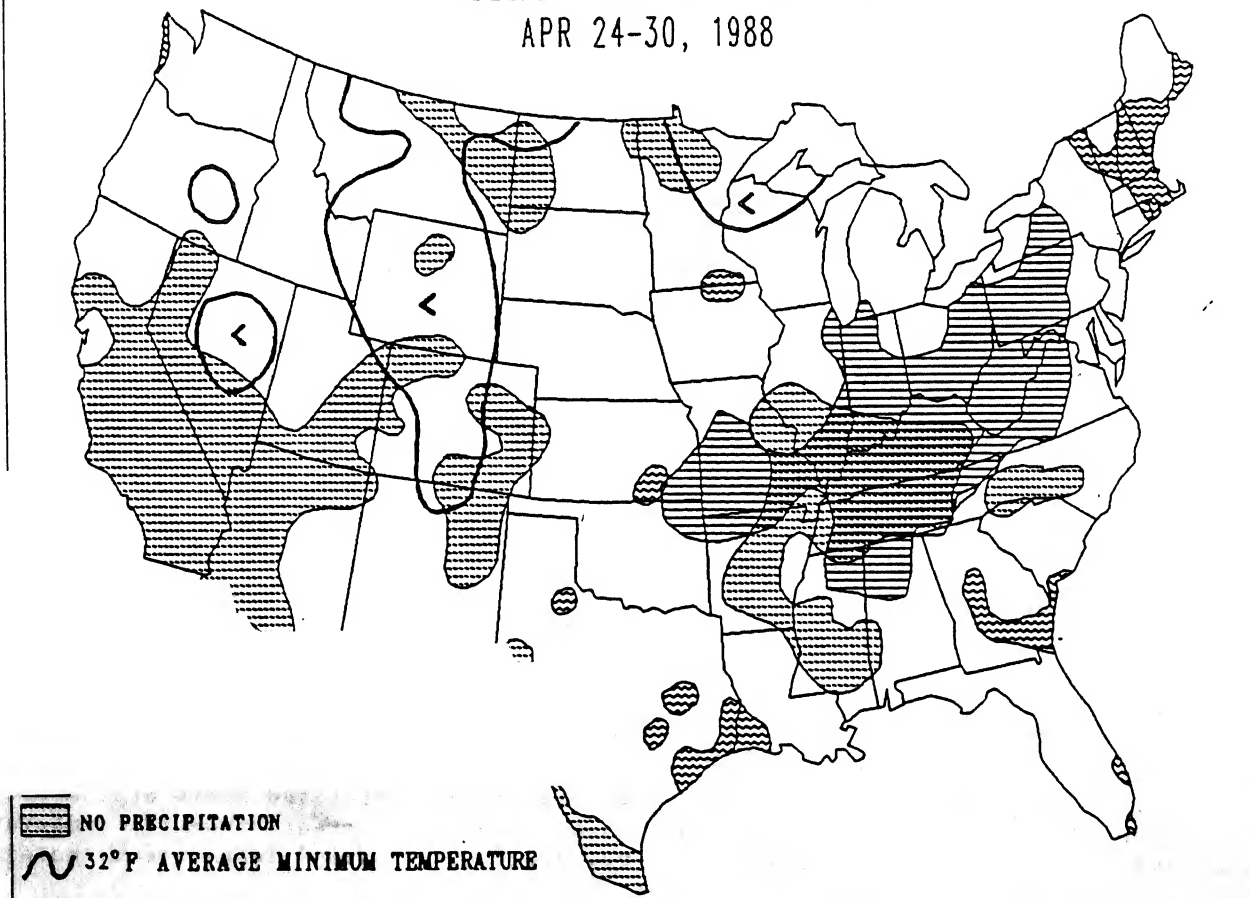 APR 24-30, 1988
<
<
<
NO PRECIPITATION
32°F AVERAGE MINIMUM TEMPERATURE